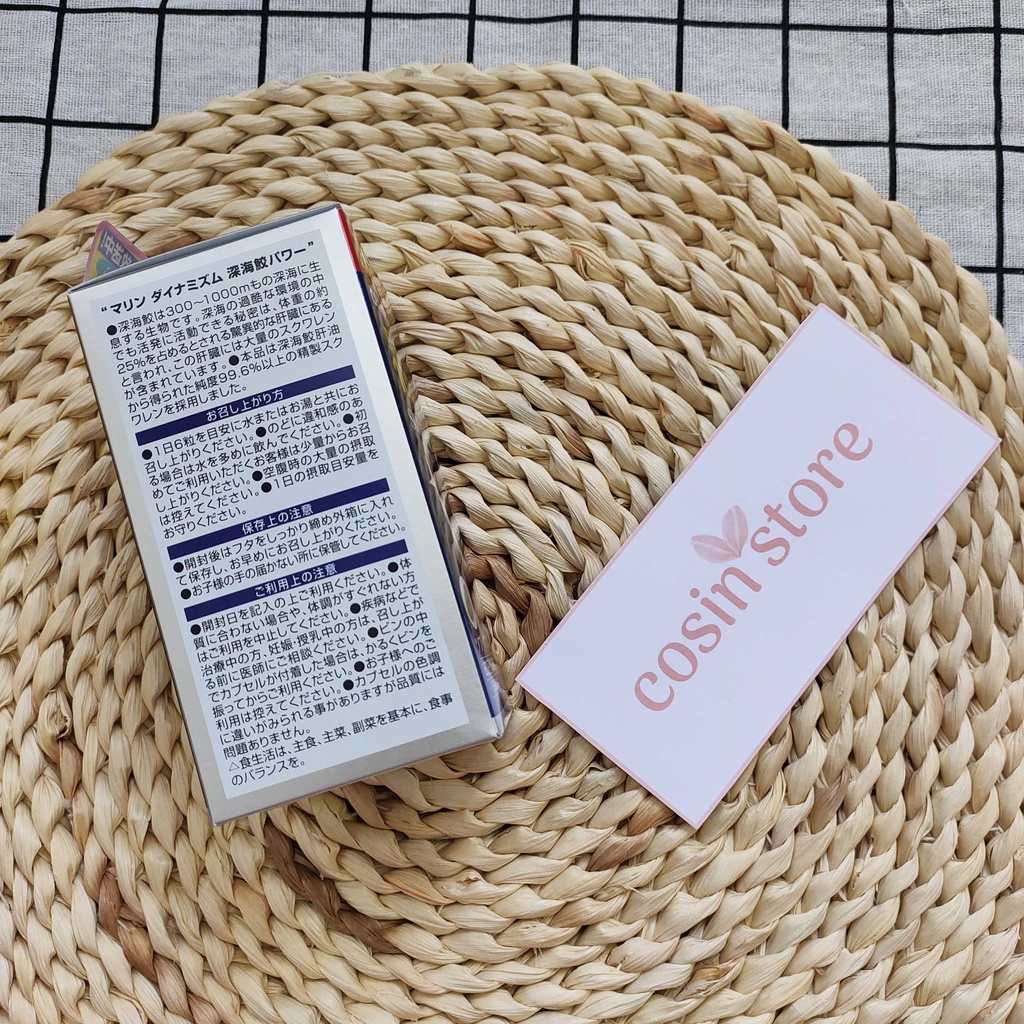 “マリン ダイナミズム 深海鮫パワー”
●深海鮫は300〜1000mもの深海に生
息する生物です。深海の過酷な環境の中
でも活発に活動できる秘密は、体重の約
25%を占めるとされる驚異的な肝臓にある
と言われ、この肝臓には大量のスクワレン
が含まれています。●本品は深海鮫肝油
から得られた純度99.6%以上の精製スク
ワレンを採用しました。
お召し上がり方
●1日6粒を目安に水またはお湯と共にお
召し上がりください。●のどに違和感のあ
る場合は水を多めに飲んでください。●初
めてご利用いただくお客様は少量からお召
し上がりください。●空腹時の大量の摂取
は控えてください。●1日の摂取目安量を
お守りください。
保存上の注意
●開封後はフタをしっかり締め外箱に入れ
て保存し、お早めにお召し上がりください。
●お子様の手の届かない所に保管してください。
ご利用上の注意
●開封日を記入の上ご利用ください。●体
質に合わない場合や、体調がすぐれない方
はご利用を中止してください。●疾病などで
治療中の方、妊娠・授乳中の方は、召し上が
る前に医師にご相談ください。●ビンの中
でカプセルが付着した場合は、かるくビンを
振ってからご利用ください。●お子様へのご
利用は控えてください。●カプセルの色調
に違いがみられる事がありますが品質には
問題ありません。
△食生活は、主食、主菜、副菜を基本に、食事
のバランスを。
cosin store